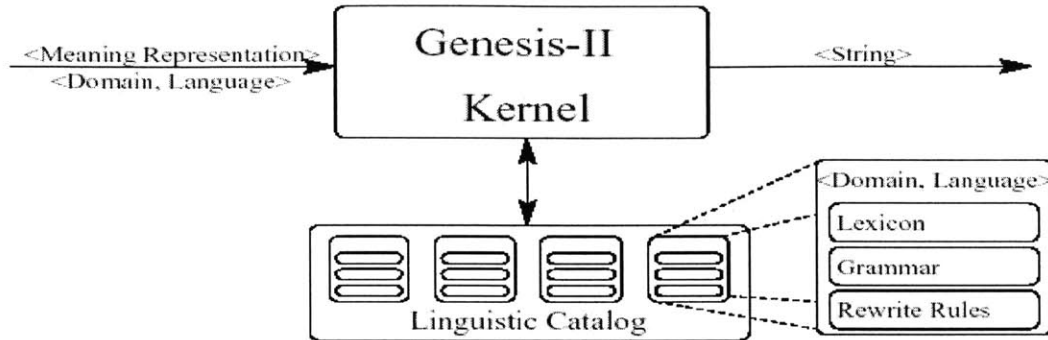 Genesis-II
Kernel
<Meaning Representation>
<Domain, Language>
<String>
<Domain, Language>
Lexicon
Grammar
Rewrite Rules
Linguistic Catalog